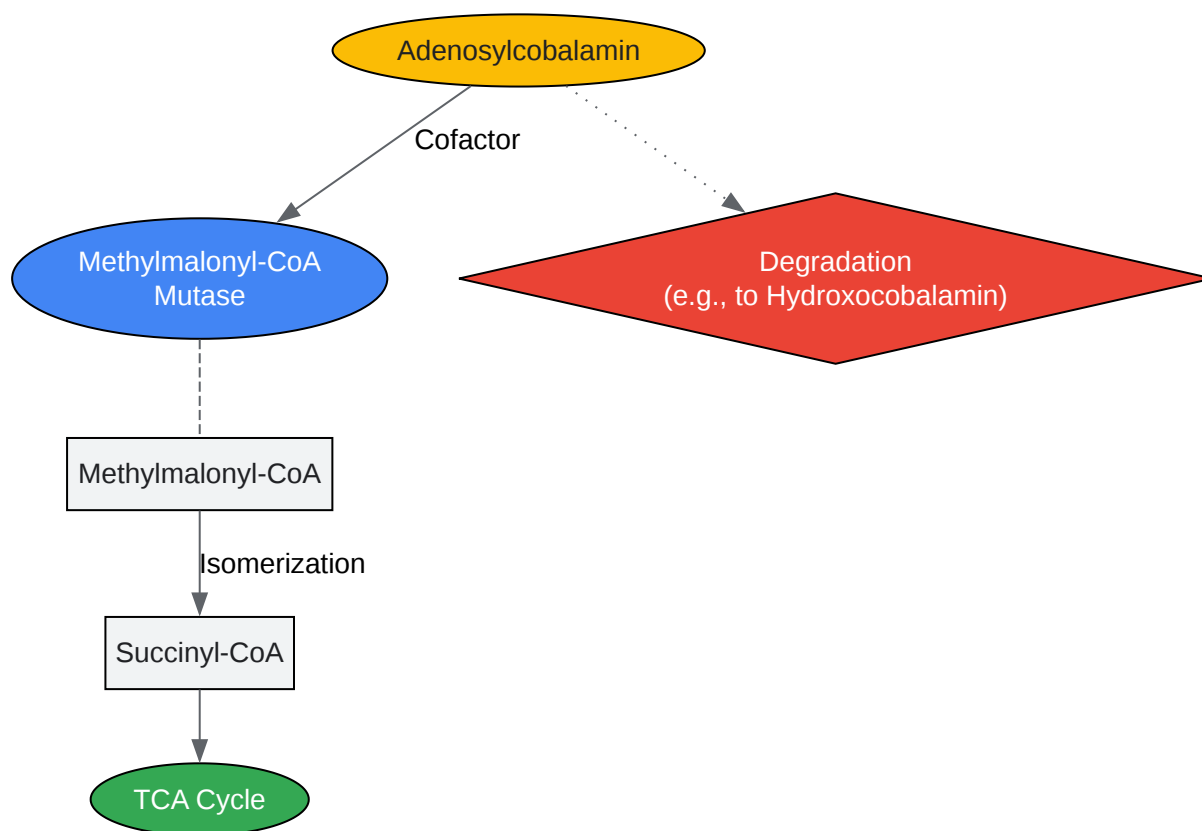 Adenosylcobalamin
Cofactor
Methylmalonyl-CoA
Mutase
Degradation
(e.g., to Hydroxocobalamin)
Methylmalonyl-CoA
Isomerization
Succinyl-CoA
TCA Cycle